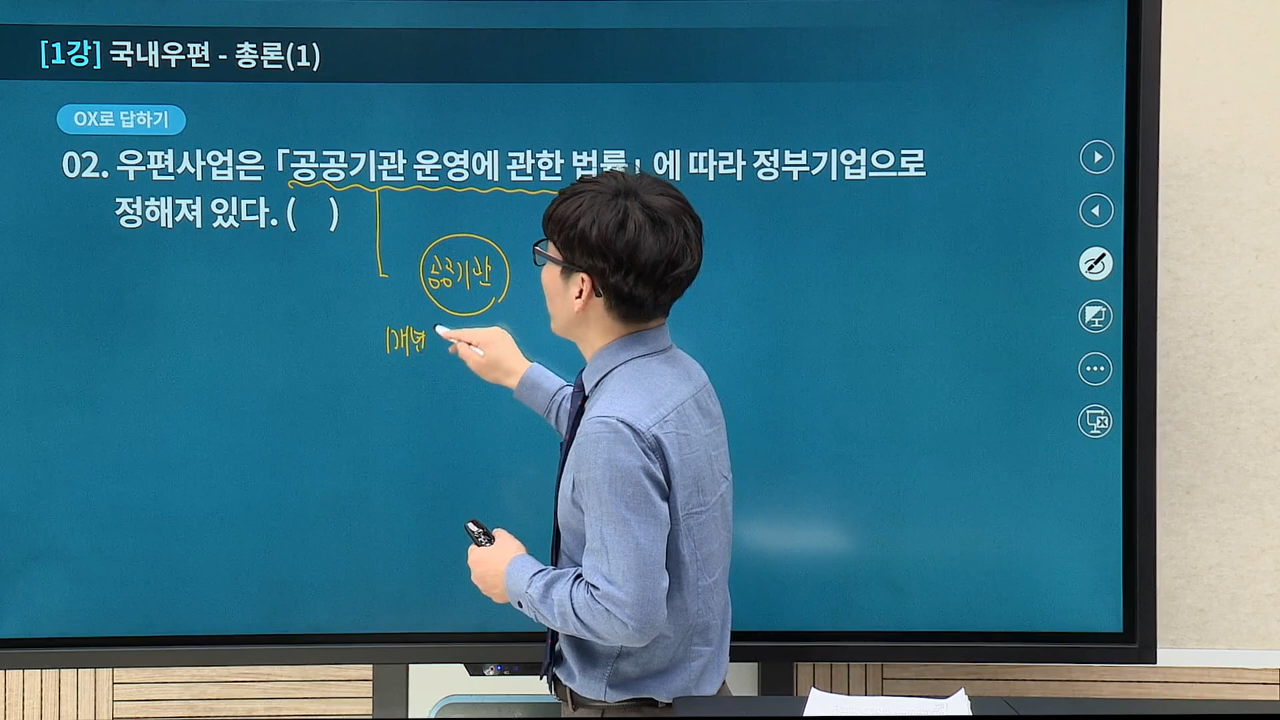 [1강] 국내우편 - 총론(1)
OX로 답하기
02. 우편사업은 「공공기관 운영에 관한 법률」에 따라 정부기업으로
정해져 있다. (    )
공공기관